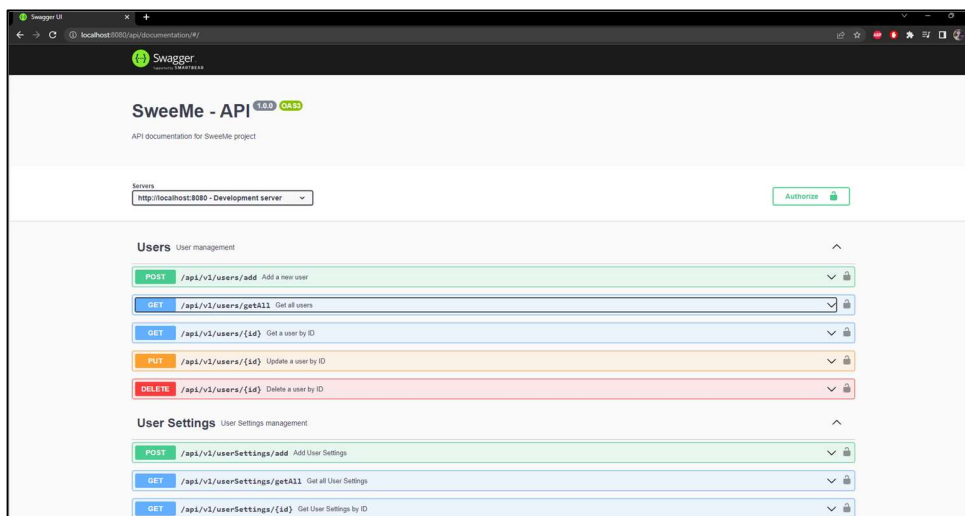 Swagger UI
localhost:8080/api/documentation/#/
Swagger
Supported by SMARTBEAR
SweeMe - API 1.0.0 OAS3
API documentation for SweeMe project
Servers
http://localhost:8080 - Development server
Authorize
Users User management
POST /api/v1/users/add Add a new user
GET /api/v1/users/getAll Get all users
GET /api/v1/users/{id} Get a user by ID
PUT /api/v1/users/{id} Update a user by ID
DELETE /api/v1/users/{id} Delete a user by ID
User Settings User Settings management
POST /api/v1/userSettings/add Add User Settings
GET /api/v1/userSettings/getAll Get all User Settings
GET /api/v1/userSettings/{id} Get User Settings by ID